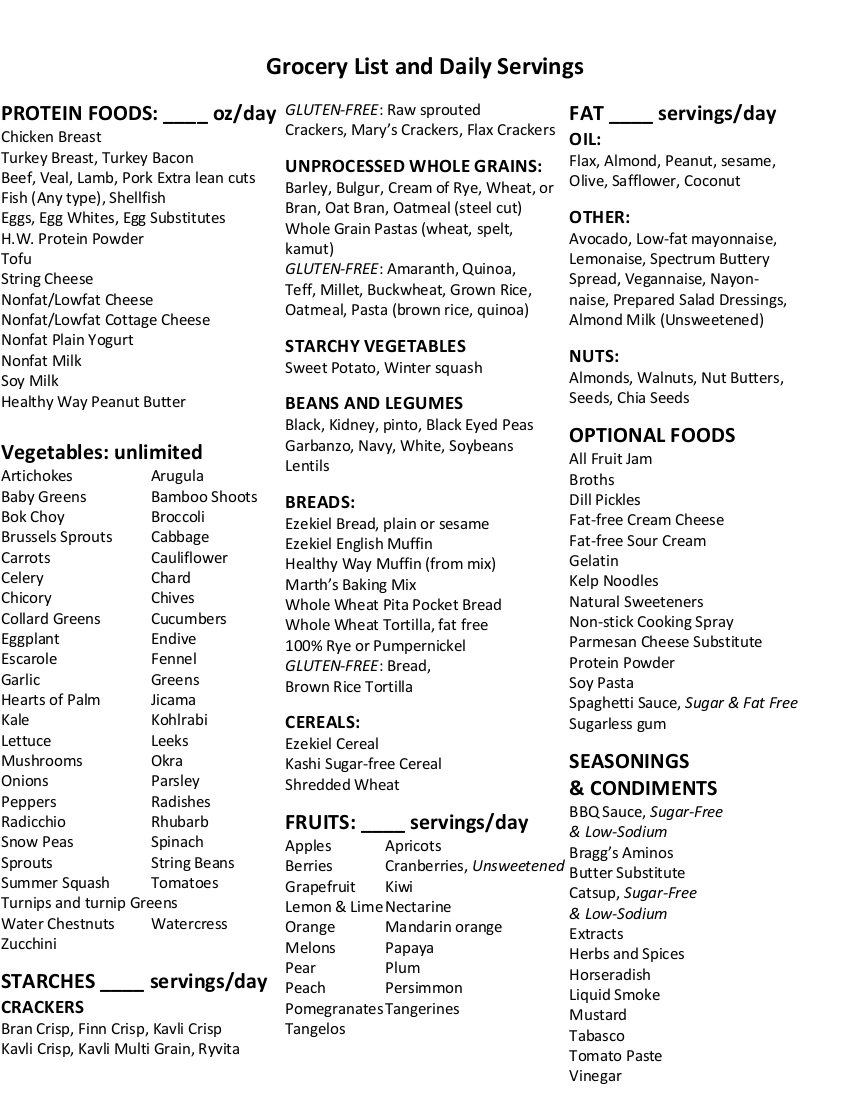 Grocery List and Daily Servings
PROTEIN FOODS: ____ oz/day
Chicken Breast
Turkey Breast, Turkey Bacon
Beef, Veal, Lamb, Pork Extra lean cuts
Fish (Any type), Shellfish
Eggs, Egg Whites, Egg Substitutes
H.W. Protein Powder
Tofu
String Cheese
Nonfat/Lowfat Cheese
Nonfat/Lowfat Cottage Cheese
Nonfat Plain Yogurt
Nonfat Milk
Soy Milk
Healthy Way Peanut Butter
Vegetables: unlimited
Artichokes Arugula
Baby Greens Bamboo Shoots
Bok Choy Broccoli
Brussels Sprouts Cabbage
Carrots Cauliflower
Celery Chard
Chicory Chives
Collard Greens Cucumbers
Eggplant Endive
Escarole Fennel
Garlic Greens
Hearts of Palm Jicama
Kale Kohlrabi
Lettuce Leeks
Mushrooms Okra
Onions Parsley
Peppers Radishes
Radicchio Rhubarb
Snow Peas Spinach
Sprouts String Beans
Summer Squash Tomatoes
Turnips and turnip Greens
Water Chestnuts Watercress
Zucchini
STARCHES ____ servings/day
CRACKERS
Bran Crisp, Finn Crisp, Kavli Crisp
Kavli Crisp, Kavli Multi Grain, Ryvita
GLUTEN-FREE: Raw sprouted
Crackers, Mary's Crackers, Flax Crackers
UNPROCESSED WHOLE GRAINS:
Barley, Bulgur, Cream of Rye, Wheat, or
Bran, Oat Bran, Oatmeal (steel cut)
Whole Grain Pastas (wheat, spelt,
kamut)
GLUTEN-FREE: Amaranth, Quinoa,
Teff, Millet, Buckwheat, Grown Rice,
Oatmeal, Pasta (brown rice, quinoa)
STARCHY VEGETABLES
Sweet Potato, Winter squash
BEANS AND LEGUMES
Black, Kidney, pinto, Black Eyed Peas
Garbanzo, Navy, White, Soybeans
Lentils
BREADS:
Ezekiel Bread, plain or sesame
Ezekiel English Muffin
Healthy Way Muffin (from mix)
Marth's Baking Mix
Whole Wheat Pita Pocket Bread
Whole Wheat Tortilla, fat free
100% Rye or Pumpernickel
GLUTEN-FREE: Bread,
Brown Rice Tortilla
CEREALS:
Ezekiel Cereal
Kashi Sugar-free Cereal
Shredded Wheat
FRUITS: ____ servings/day
Apples Apricots
Berries Cranberries, Unsweetened
Grapefruit Kiwi
Lemon & Lime Nectarine
Orange Mandarin orange
Melons Papaya
Pear Plum
Peach Persimmon
Pomegranates Tangerines
Tangelos
FAT ____ servings/day
OIL:
Flax, Almond, Peanut, sesame,
Olive, Safflower, Coconut
OTHER:
Avocado, Low-fat mayonnaise,
Lemonaise, Spectrum Buttery
Spread, Vegannaise, Nayon-
naise, Prepared Salad Dressings,
Almond Milk (Unsweetened)
NUTS:
Almonds, Walnuts, Nut Butters,
Seeds, Chia Seeds
OPTIONAL FOODS
All Fruit Jam
Broths
Dill Pickles
Fat-free Cream Cheese
Fat-free Sour Cream
Gelatin
Kelp Noodles
Natural Sweeteners
Non-stick Cooking Spray
Parmesan Cheese Substitute
Protein Powder
Soy Pasta
Spaghetti Sauce, Sugar & Fat Free
Sugarless gum
SEASONINGS
& CONDIMENTS
BBQ Sauce, Sugar-Free
& Low-Sodium
Bragg's Aminos
Butter Substitute
Catsup, Sugar-Free
& Low-Sodium
Extracts
Herbs and Spices
Horseradish
Liquid Smoke
Mustard
Tabasco
Tomato Paste
Vinegar